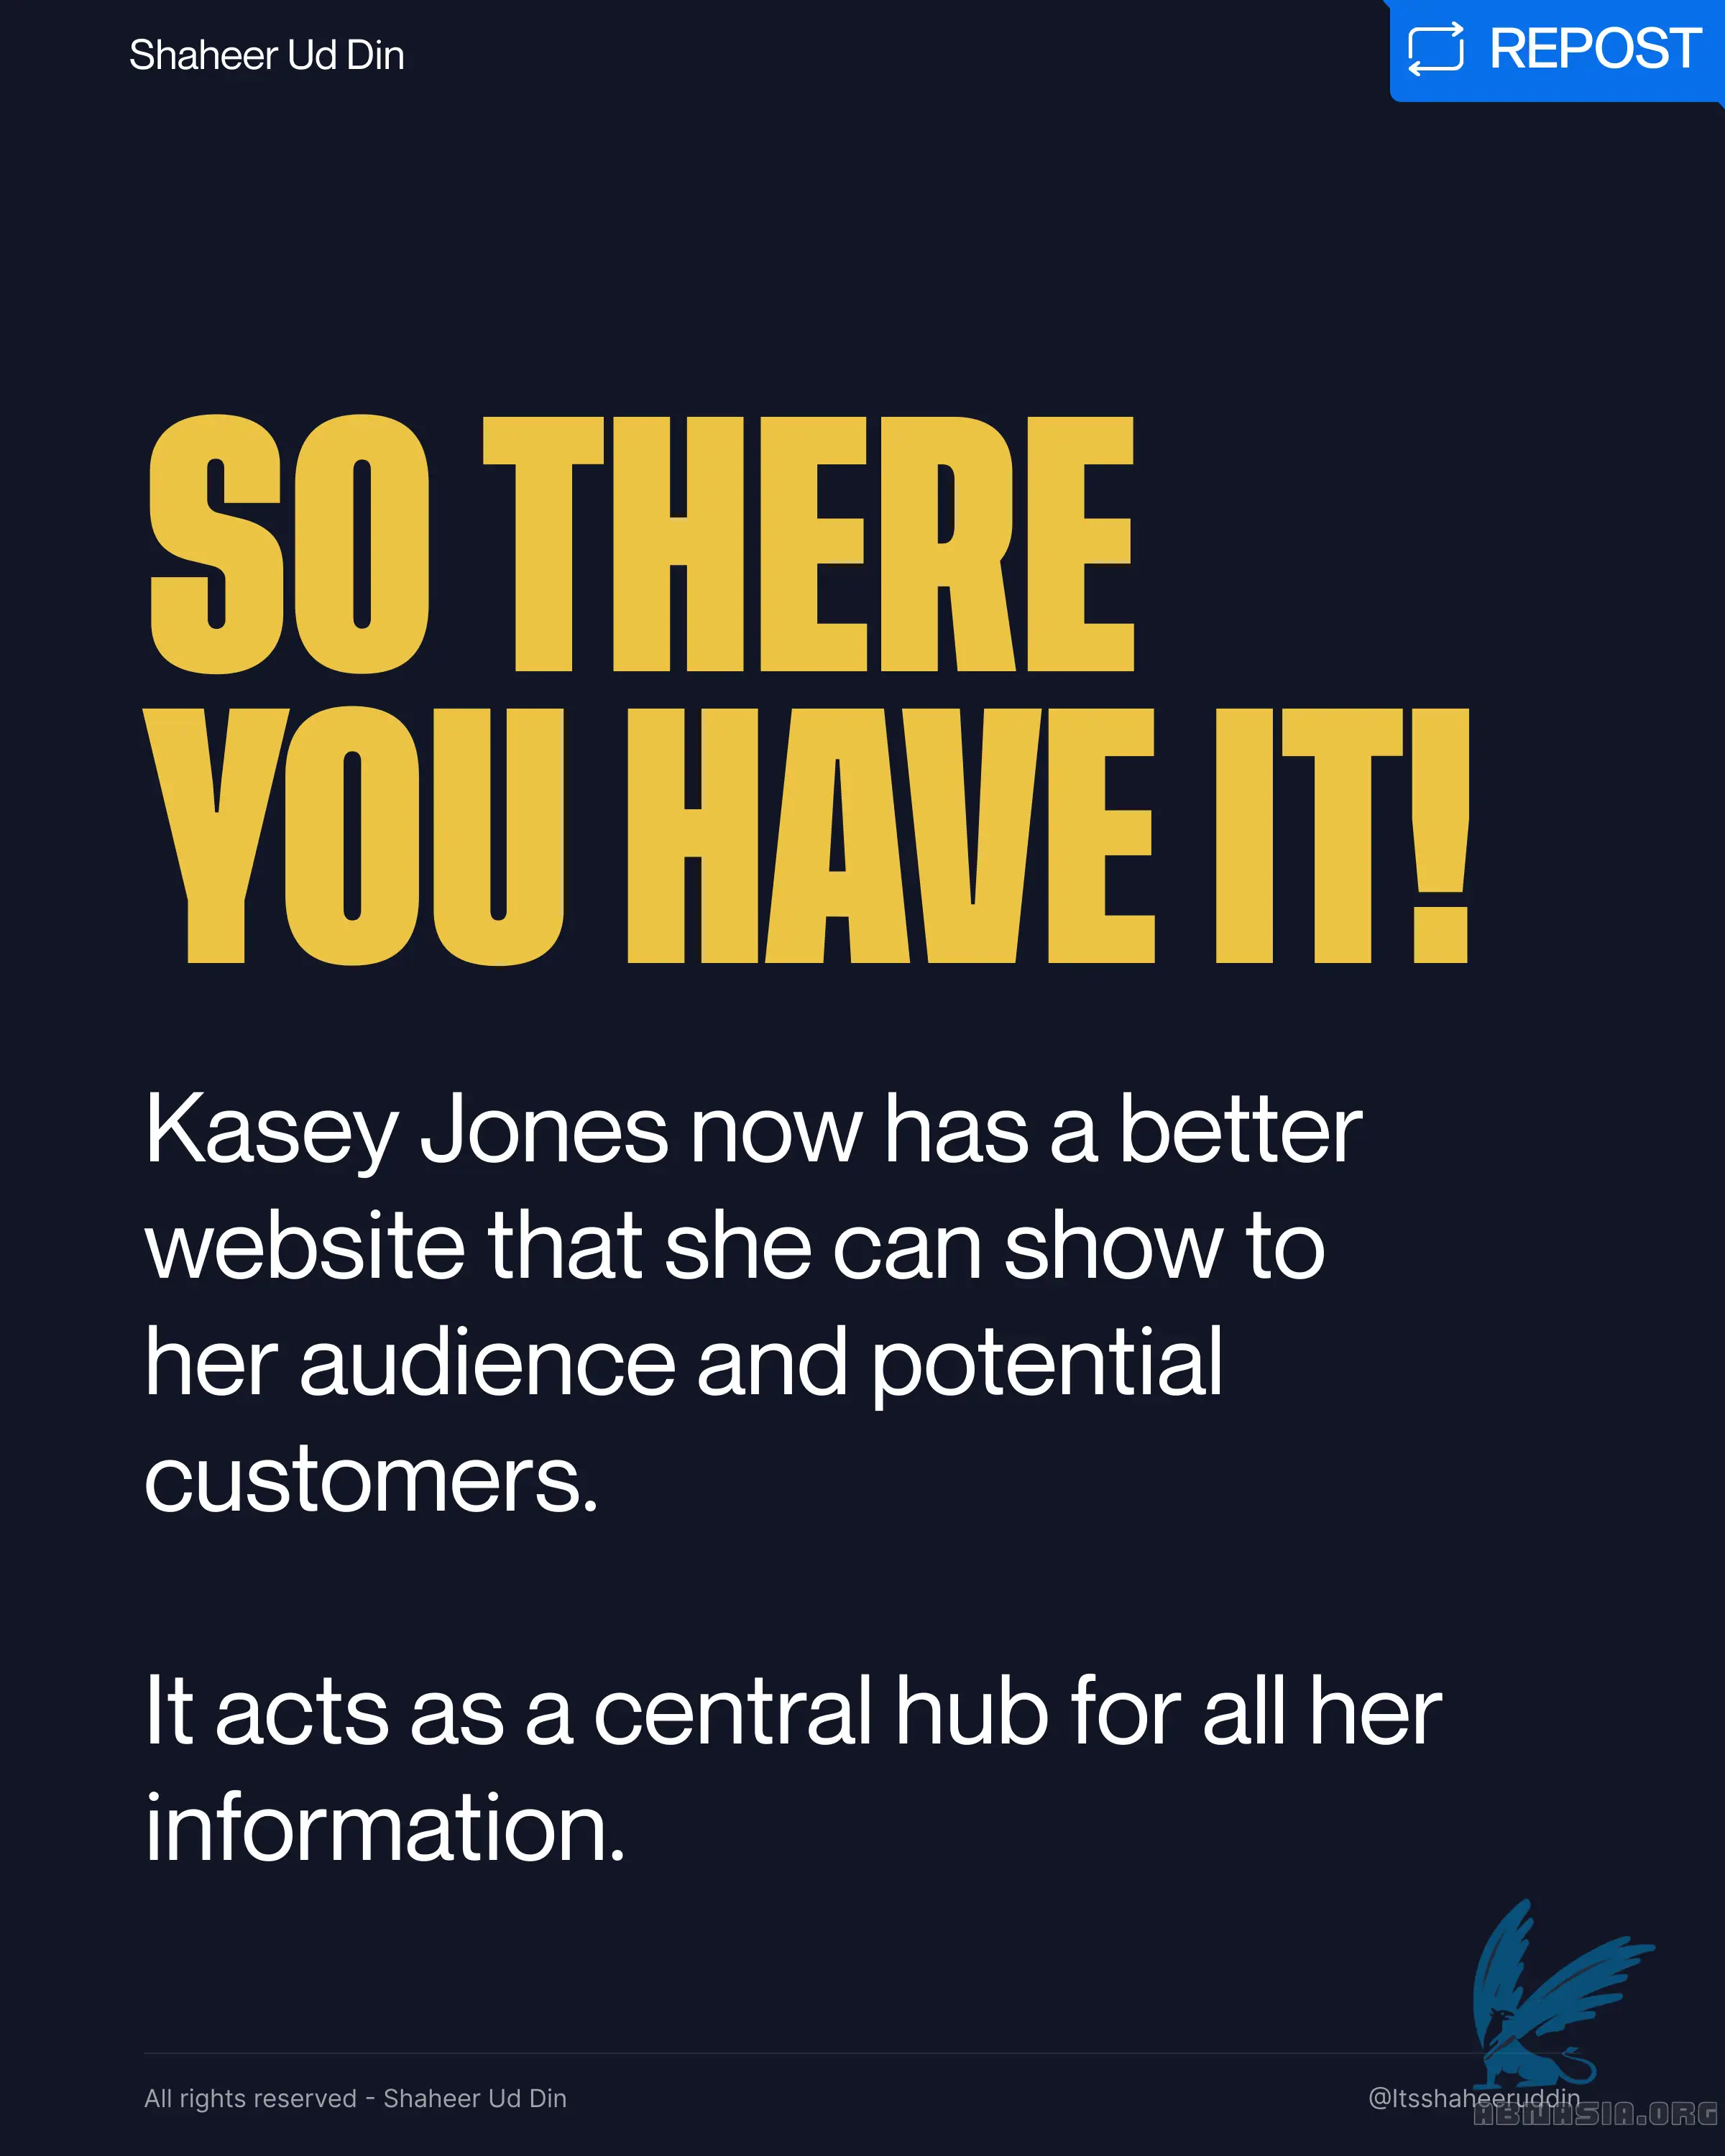 Shaheer Ud Din
REPOST
SO THERE
YOU HAVE IT!
Kasey Jones now has a better
website that she can show to
her audience and potential
customers.
It acts as a central hub for all her
information.
All rights reserved - Shaheer Ud Din
@Itsshaheeruddin
ABNASIA.ORG